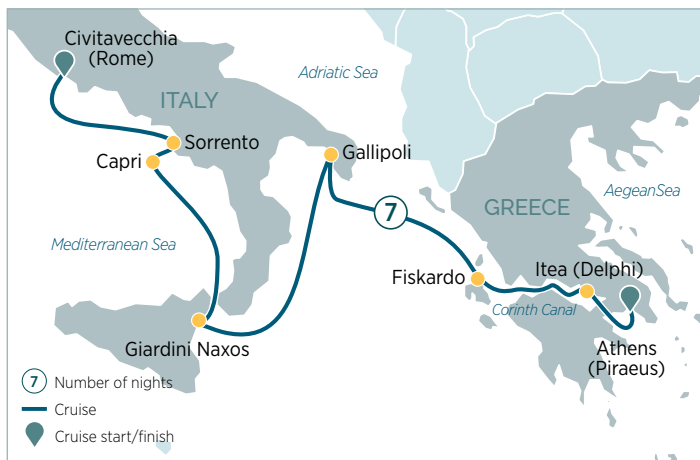 Civitavecchia
(Rome)
Adriatic Sea
ITALY
Sorrento
Capri
Gallipoli
AegeanSea
GREECE
7
Mediterranean Sea
Itea (Delphi)
Fiskardo
Corinth Canal
Giardini Naxos
Athens
(Piraeus)
7 Number of nights
Cruise
Cruise start/finish